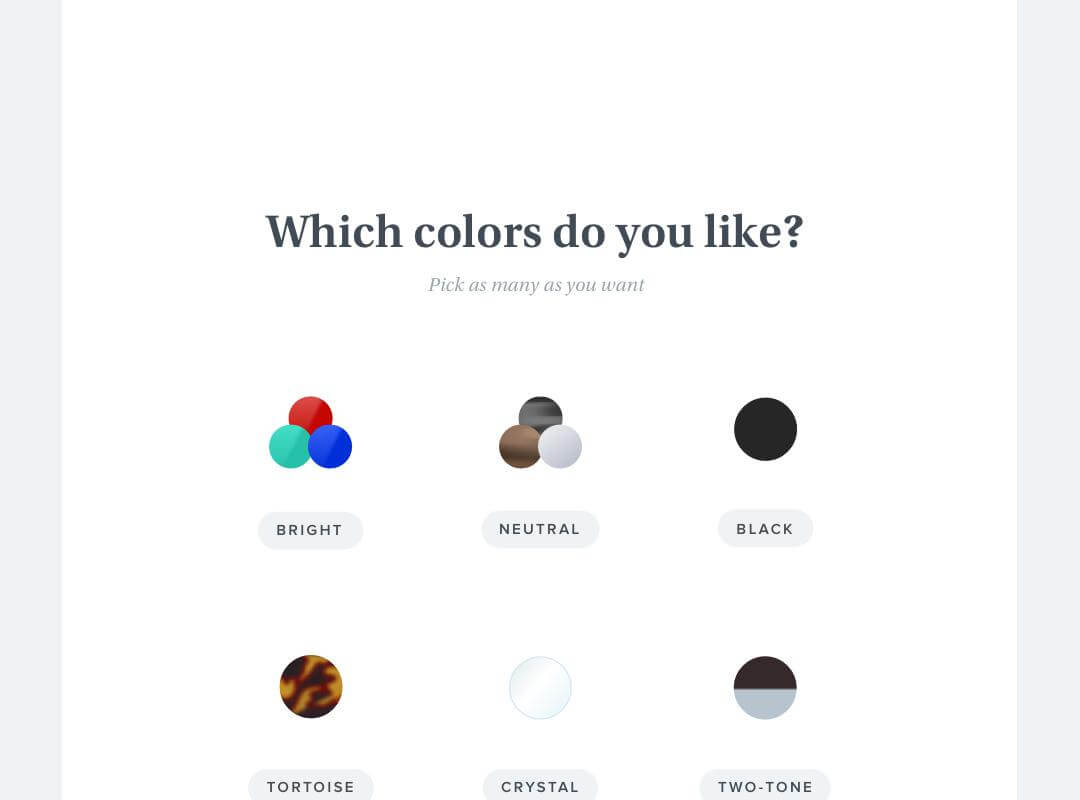 Which colors do you like?
Pick as many as you want
BRIGHT
NEUTRAL
BLACK
TORTOISE
CRYSTAL
TWO-TONE